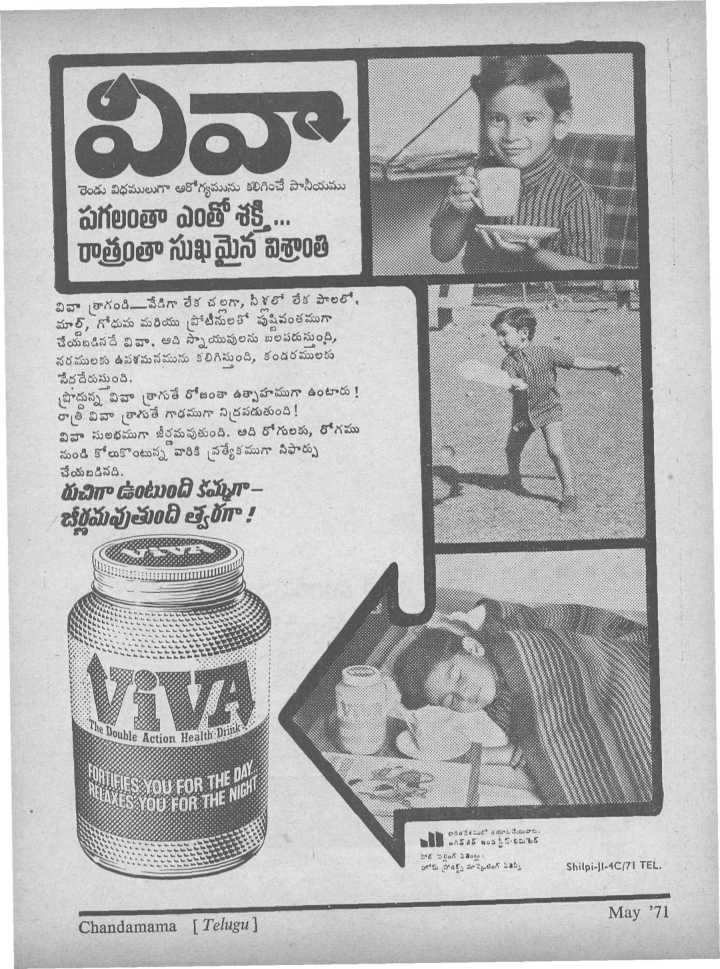 వివా
రెండు విధములుగా ఆరోగ్యమును కలిగించే పానీయము
పగలంతా ఎంతో శక్తి...
రాత్రంతా సుఖమైన విశ్రాంతి
వివా త్రాగండి—వేడిగా లేక చల్లగా, నీళ్లలో లేక పాలలో,
మాల్ట్, గోధుమ మరియు ప్రోటీనులలో పుష్టివంతముగా
చేయబడినదే వివా. అది స్నాయువులను బలపరుస్తుంది,
నరములకు ఉపశమనమును కలిగిస్తుంది, కండరములకు
సేదదేరుస్తుంది.
ప్రొద్దున్న వివా త్రాగుతే రోజంతా ఉత్సాహముగా ఉంటారు!
రాత్రి వివా త్రాగుతే గాఢముగా నిద్రపడుతుంది!
వివా సులభముగా జీర్ణమవుతుంది. అది రోగులకు, రోగము
నుండి కోలుకొంటున్న వారికి ప్రత్యేకముగా సిఫార్సు
చేయబడినది.
రుచిగా ఉంటుంది కమ్మగా—
జీర్ణమవుతుంది త్వరగా!
VIVA
ViVA
The Double Action Health Drink
FORTIFIES YOU FOR THE DAY
RELAXES YOU FOR THE NIGHT
Shilpi-JI-4C/71 TEL.
Chandamama [Telugu]
May '71